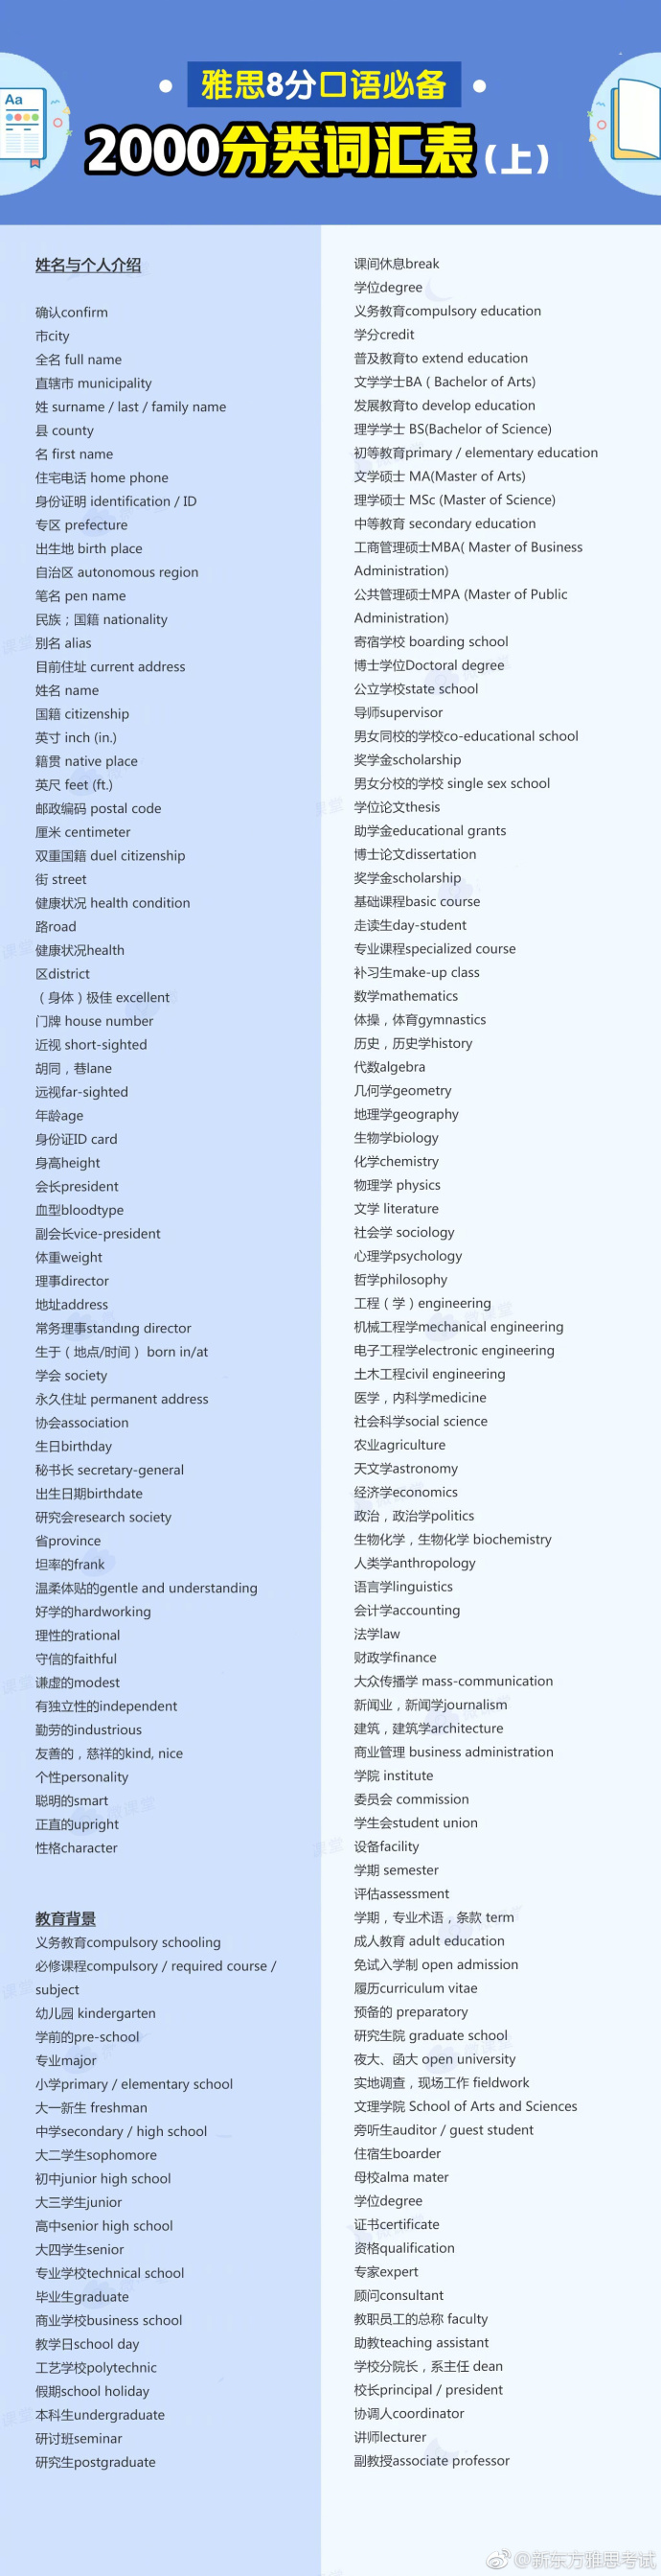 雅思8分口语必备
2000分类词汇表(上)
Aa
姓名与个人介绍
确认confirm
市city
全名 full name
直辖市 municipality
姓 surname / last / family name
县 county
名 first name
住宅电话 home phone
身份证明 identification / ID
专区 prefecture
出生地 birth place
自治区 autonomous region
笔名 pen name
民族；国籍 nationality
别名 alias
目前住址 current address
姓名 name
国籍 citizenship
英寸 inch (in.)
籍贯 native place
英尺 feet (ft.)
邮政编码 postal code
厘米 centimeter
双重国籍 duel citizenship
街 street
健康状况 health condition
路road
健康状况health
区district
（身体）极佳 excellent
门牌 house number
近视 short-sighted
胡同，巷lane
远视far-sighted
年龄age
身份证ID card
身高height
会长president
血型bloodtype
副会长vice-president
体重weight
理事director
地址address
常务理事standing director
生于（地点/时间） born in/at
学会 society
永久住址 permanent address
协会association
生日birthday
秘书长 secretary-general
出生日期birthdate
研究会research society
省province
坦率的frank
温柔体贴的gentle and understanding
好学的hardworking
理性的rational
守信的faithful
谦虚的modest
有独立性的independent
勤劳的industrious
友善的，慈祥的kind, nice
个性personality
聪明的smart
正直的upright
性格character
教育背景
义务教育compulsory schooling
必修课程compulsory / required course /
subject
幼儿园 kindergarten
学前的pre-school
专业major
小学primary / elementary school
大一新生 freshman
中学secondary / high school
大二学生sophomore
初中junior high school
大三学生junior
高中senior high school
大四学生senior
专业学校technical school
毕业生graduate
商业学校business school
教学日school day
工艺学校polytechnic
假期school holiday
本科生undergraduate
研讨班seminar
研究生postgraduate
课间休息break
学位degree
义务教育compulsory education
学分credit
普及教育to extend education
文学学士BA ( Bachelor of Arts)
发展教育to develop education
理学学士 BS(Bachelor of Science)
初等教育primary / elementary education
文学硕士 MA(Master of Arts)
理学硕士 MSc (Master of Science)
中等教育 secondary education
工商管理硕士MBA( Master of Business
Administration)
公共管理硕士MPA (Master of Public
Administration)
寄宿学校 boarding school
博士学位Doctoral degree
公立学校state school
导师supervisor
男女同校的学校co-educational school
奖学金scholarship
男女分校的学校 single sex school
学位论文thesis
助学金educational grants
博士论文dissertation
奖学金scholarship
基础课程basic course
走读生day-student
专业课程specialized course
补习生make-up class
数学mathematics
体操，体育gymnastics
历史，历史学history
代数algebra
几何学geometry
地理学geography
生物学biology
化学chemistry
物理学 physics
文学 literature
社会学 sociology
心理学psychology
哲学philosophy
工程（学）engineering
机械工程学mechanical engineering
电子工程学electronic engineering
土木工程civil engineering
医学，内科学medicine
社会科学social science
农业agriculture
天文学astronomy
经济学economics
政治，政治学politics
生物化学，生物化学 biochemistry
人类学anthropology
语言学linguistics
会计学accounting
法学law
财政学finance
大众传播学 mass-communication
新闻业，新闻学journalism
建筑，建筑学architecture
商业管理 business administration
学院 institute
委员会 commission
学生会student union
设备facility
学期 semester
评估assessment
学期，专业术语，条款 term
成人教育 adult education
免试入学制 open admission
履历curriculum vitae
预备的 preparatory
研究生院 graduate school
夜大、函大 open university
实地调查，现场工作 fieldwork
文理学院 School of Arts and Sciences
旁听生auditor / guest student
住宿生boarder
母校alma mater
学位degree
证书certificate
资格qualification
专家expert
顾问consultant
教职员工的总称 faculty
助教teaching assistant
学校分院长，系主任 dean
校长principal / president
协调人coordinator
讲师lecturer
副教授associate professor
@新东方雅思考试